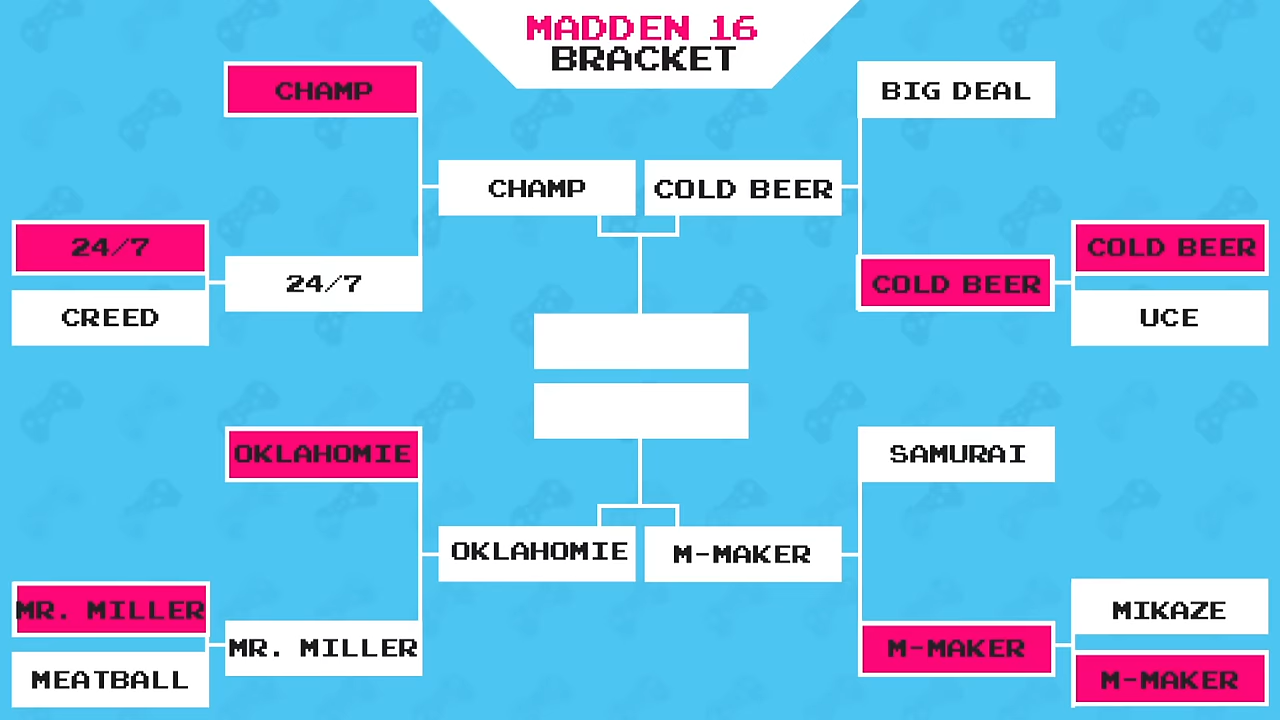 MADDEN 16
BRACKET
CHAMP
BIG DEAL
CHAMP
COLD BEER
24/7
COLD BEER
24/7
COLD BEER
CREED
UCE
OKLAHOMIE
SAMURAI
OKLAHOMIE
M-MAKER
MR. MILLER
MIKAZE
MR. MILLER
M-MAKER
MEATBALL
M-MAKER